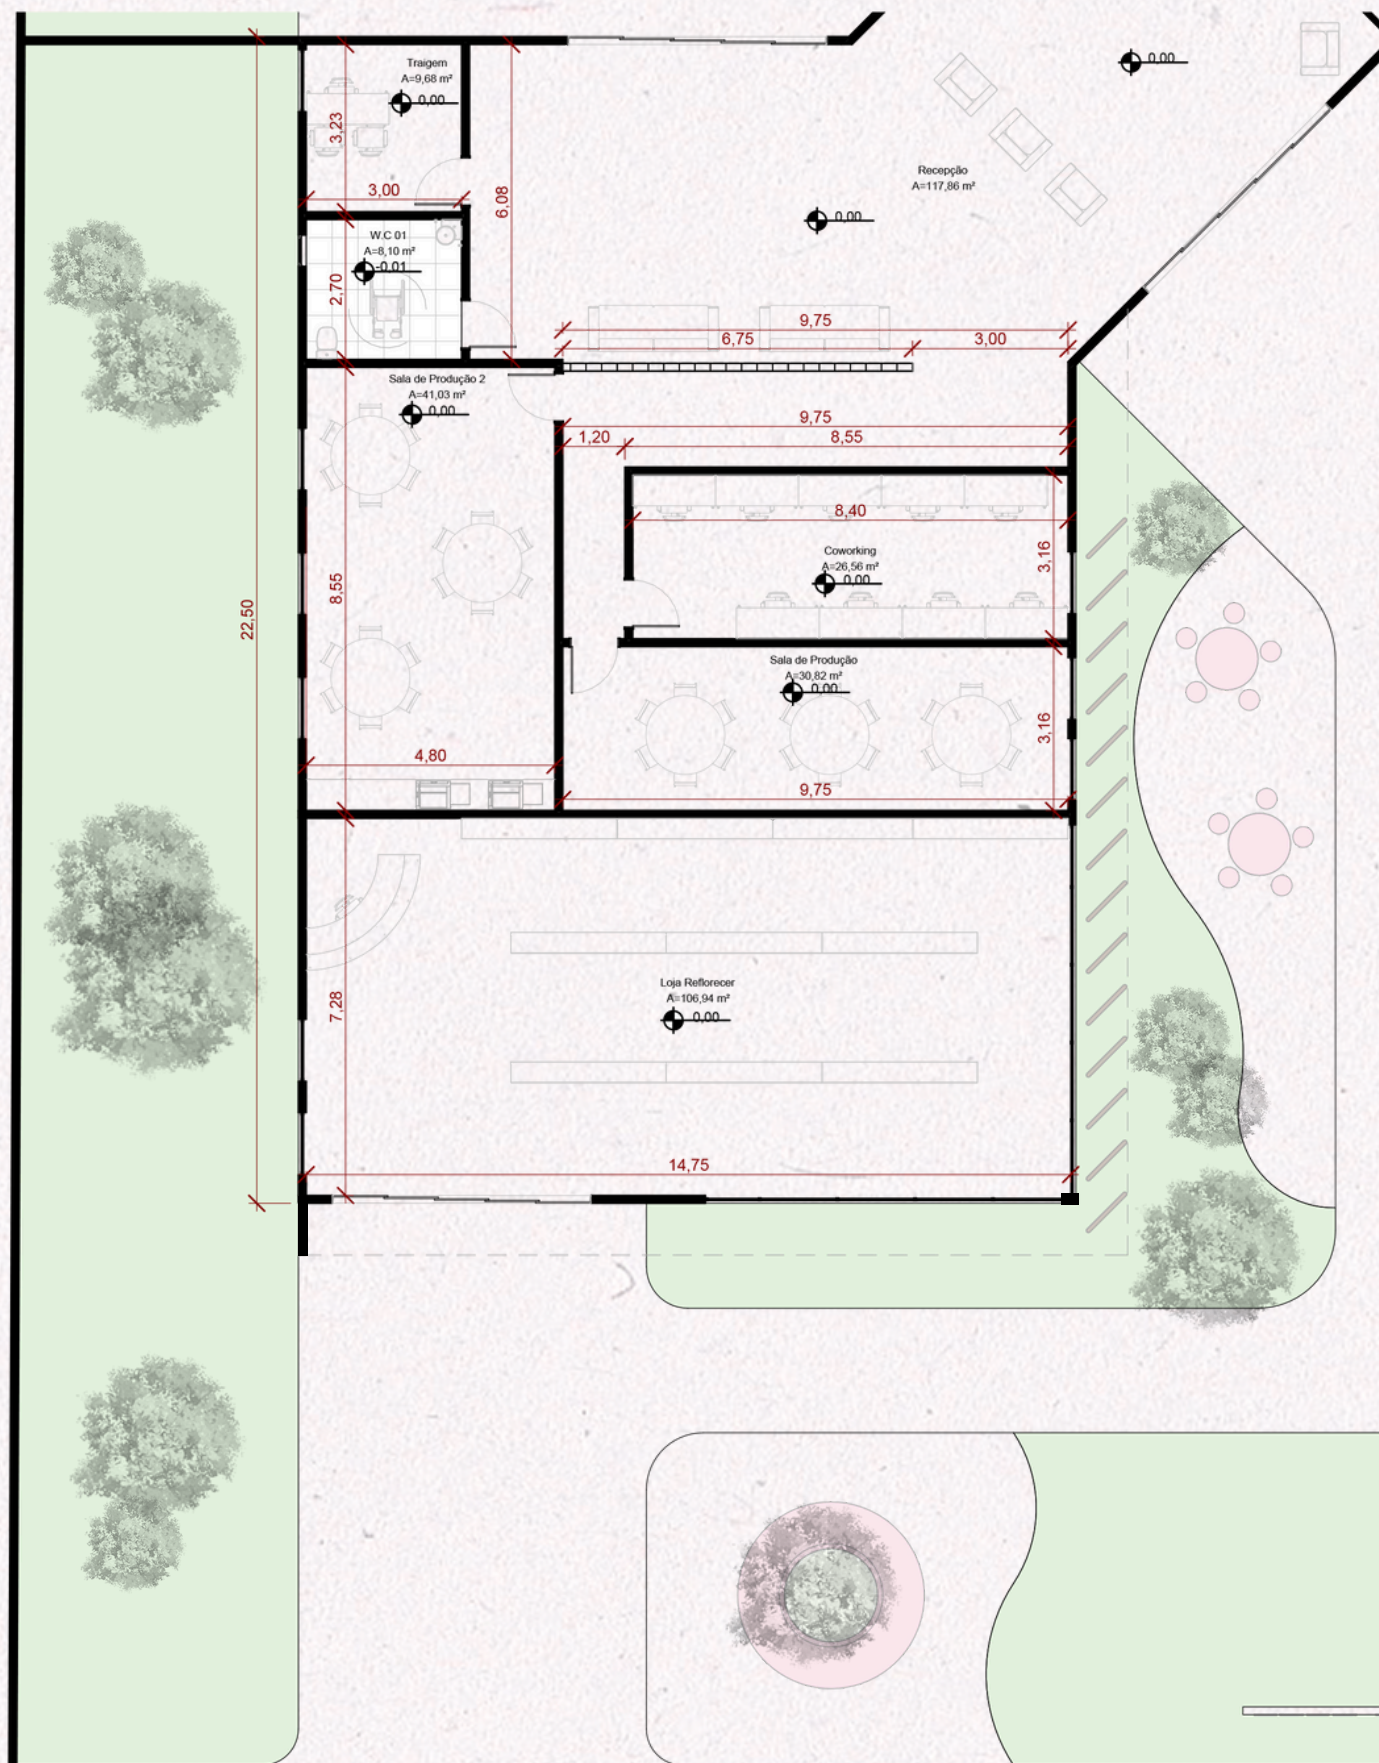 Traigem
A=9,68 m²
0,00
3,23
3,00
6,08
0,00
Recepção
A=117,86 m²
0,00
W.C 01
A=8,10 m²
-0,01
2,70
9,75
6,75
3,00
Sala de Produção 2
A=41,03 m²
0,00
9,75
1,20
8,55
8,40
Coworking
A=26,56 m²
0,00
3,16
8,55
22,50
Sala de Produção
A=30,82 m²
0,00
3,16
4,80
9,75
Loja Reflorecer
A=106,94 m²
0,00
7,28
14,75